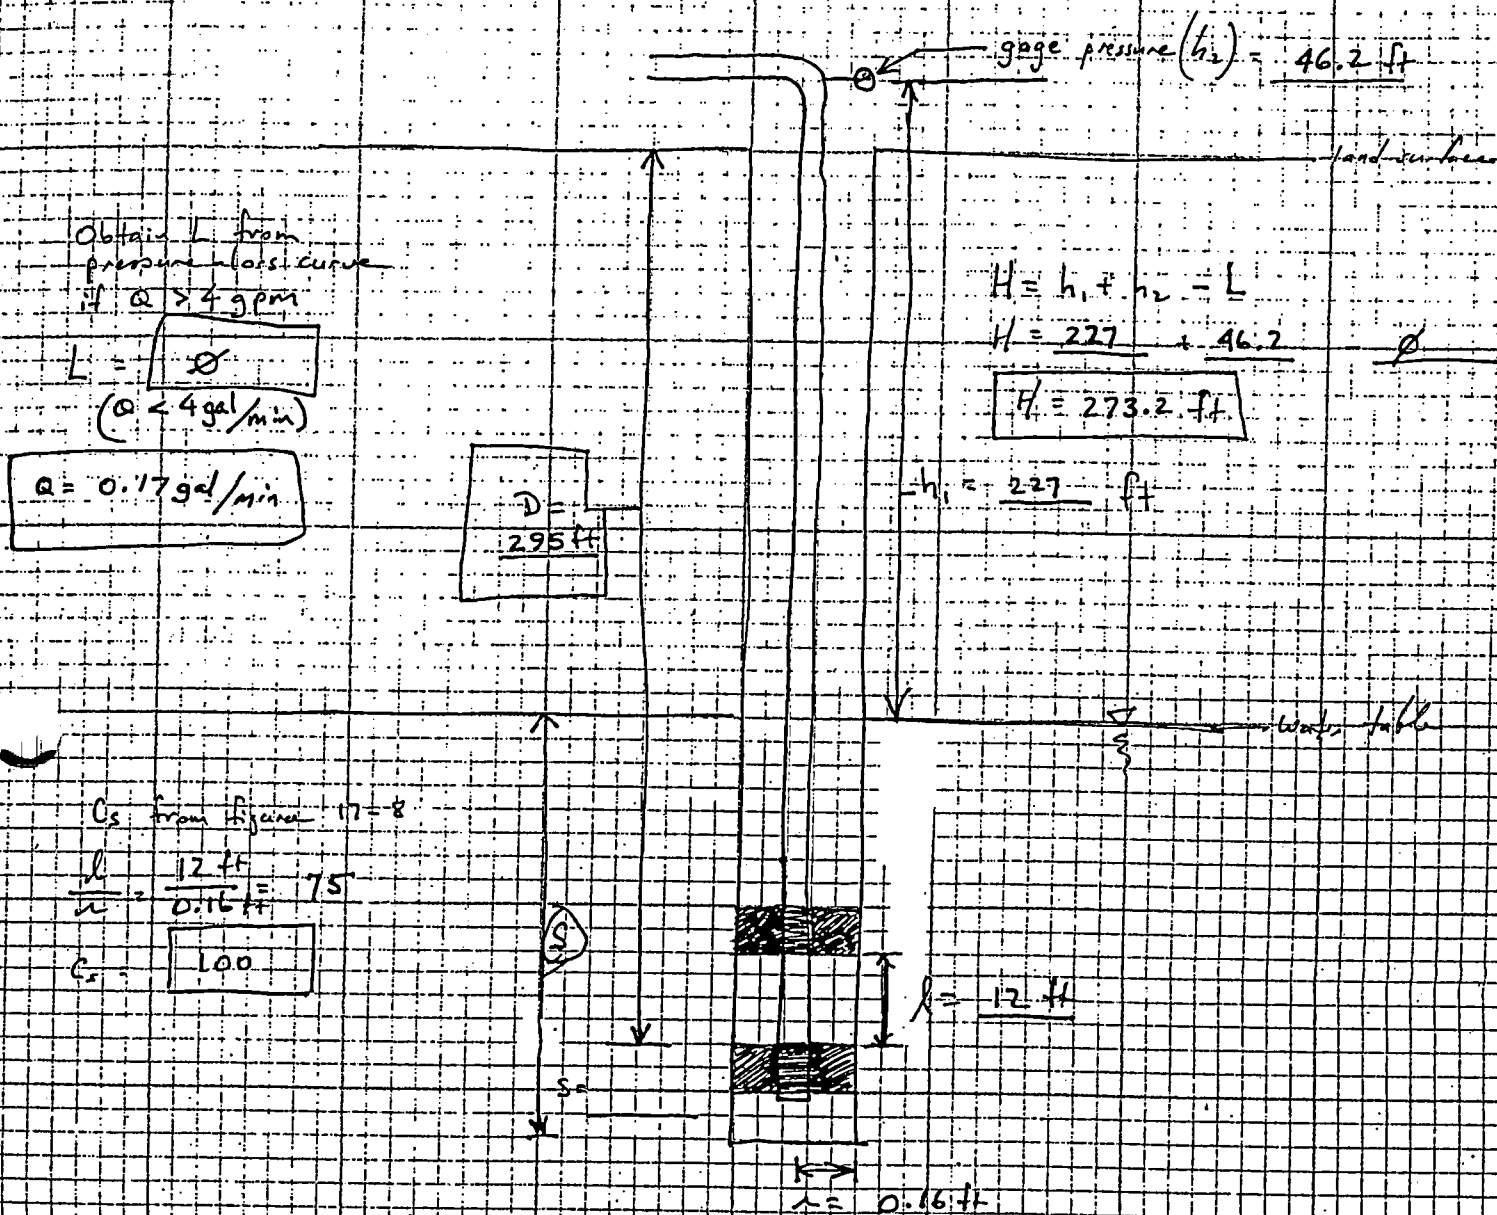 gage pressure (h2) = 46.2 ft
land surface
Obtain L from
pressure loss curve
if Q > 4 gpm
L = Ø
(Q < 4 gal/min)
Q = 0.17 gal/min
H = h1 + h2 - L
H = 227 + 46.2 Ø
H = 273.2 ft
h1 = 227 ft
D =
295 ft
water table
Cs from figure 17-8
l/r = 12 ft/0.16 ft = 75
Cs = 100
S
l = 12 ft
S =
r = 0.16 ft